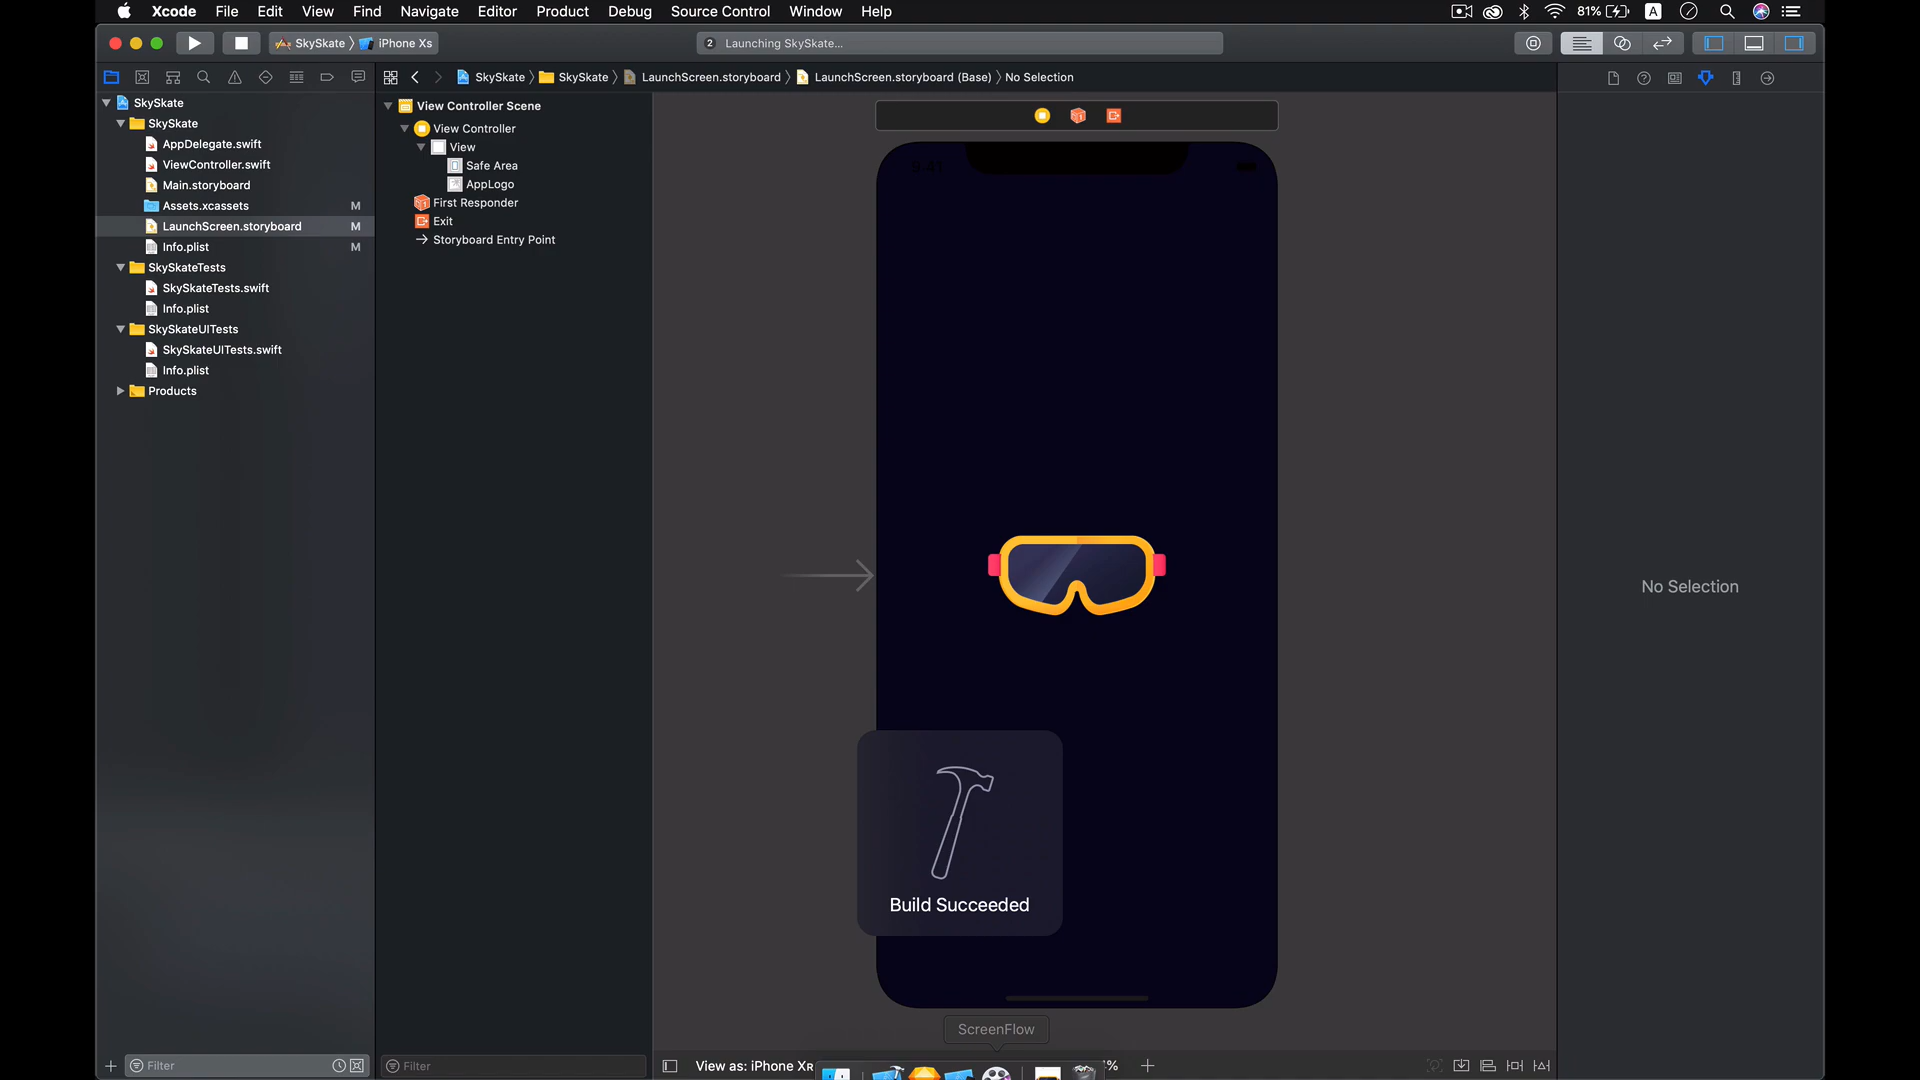 Xcode File Edit View Find Navigate Editor Product Debug Source Control Window Help 81% A
SkySkate iPhone Xs
2 Launching SkySkate...
SkySkate SkySkate LaunchScreen.storyboard LaunchScreen.storyboard (Base) No Selection
SkySkate
SkySkate
AppDelegate.swift
ViewController.swift
Main.storyboard
Assets.xcassets M
LaunchScreen.storyboard M
Info.plist M
SkySkateTests
SkySkateTests.swift
Info.plist
SkySkateUITests
SkySkateUITests.swift
Info.plist
Products
View Controller Scene
View Controller
View
Safe Area
AppLogo
First Responder
Exit
Storyboard Entry Point
9:41
No Selection
Build Succeeded
ScreenFlow
Filter
Filter
View as: iPhone XR
%